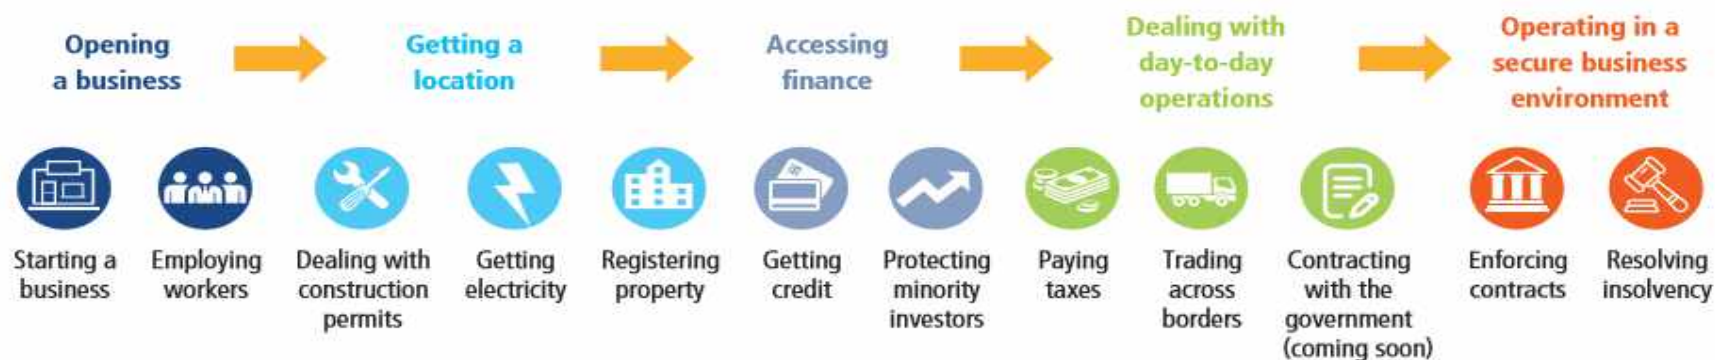 Opening
a business
Getting a
location
Accessing
finance
Dealing with
day-to-day
operations
Operating in a
secure business
environment
Starting a
business
Employing
workers
Dealing with
construction
permits
Getting
electricity
Registering
property
Getting
credit
Protecting
minority
investors
Paying
taxes
Trading
across
borders
Contracting
with the
government
(coming soon)
Enforcing
contracts
Resolving
insolvency